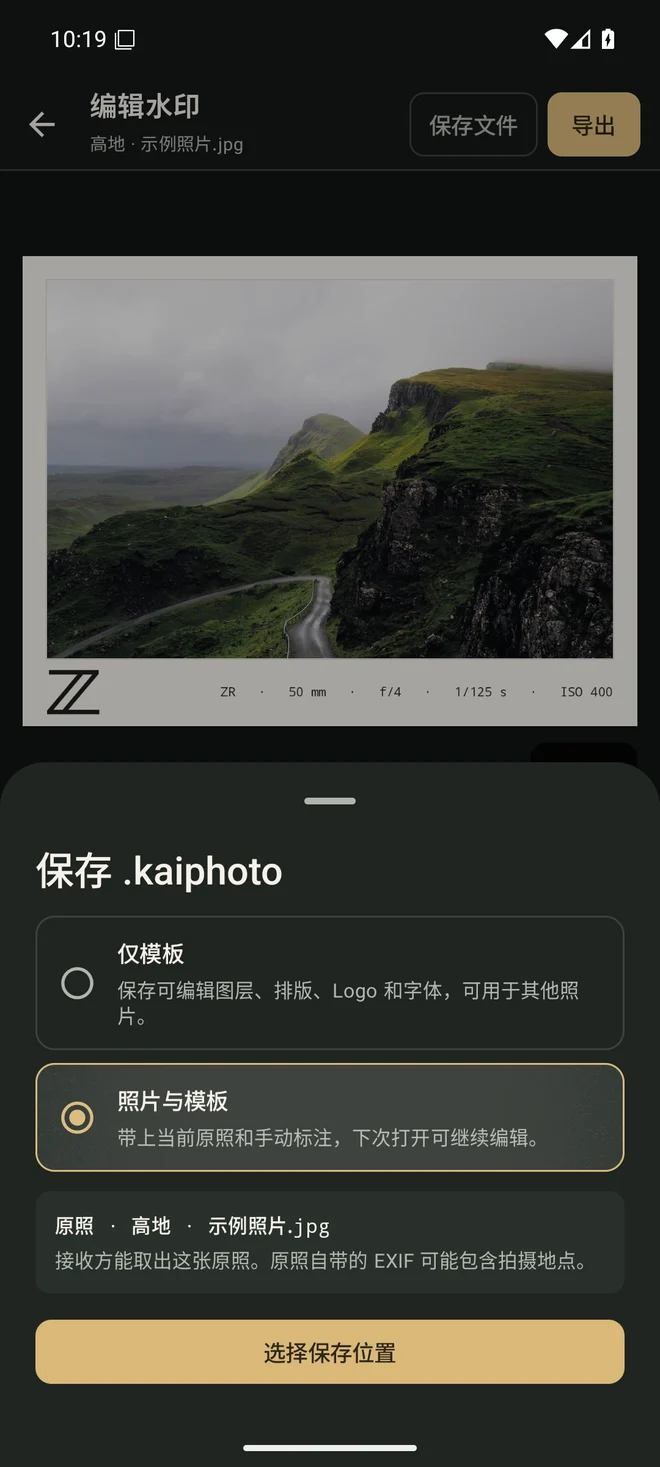 10:19
编辑水印
高地 · 示例照片.jpg
保存文件
导出
ZR · 50 mm · f/4 · 1/125 s · ISO 400
保存 .kaiphoto
仅模板
保存可编辑图层、排版、Logo 和字体，可用于其他照
片。
照片与模板
带上当前原照和手动标注，下次打开可继续编辑。
原照 · 高地 · 示例照片.jpg
接收方能取出这张原照。原照自带的 EXIF 可能包含拍摄地点。
选择保存位置